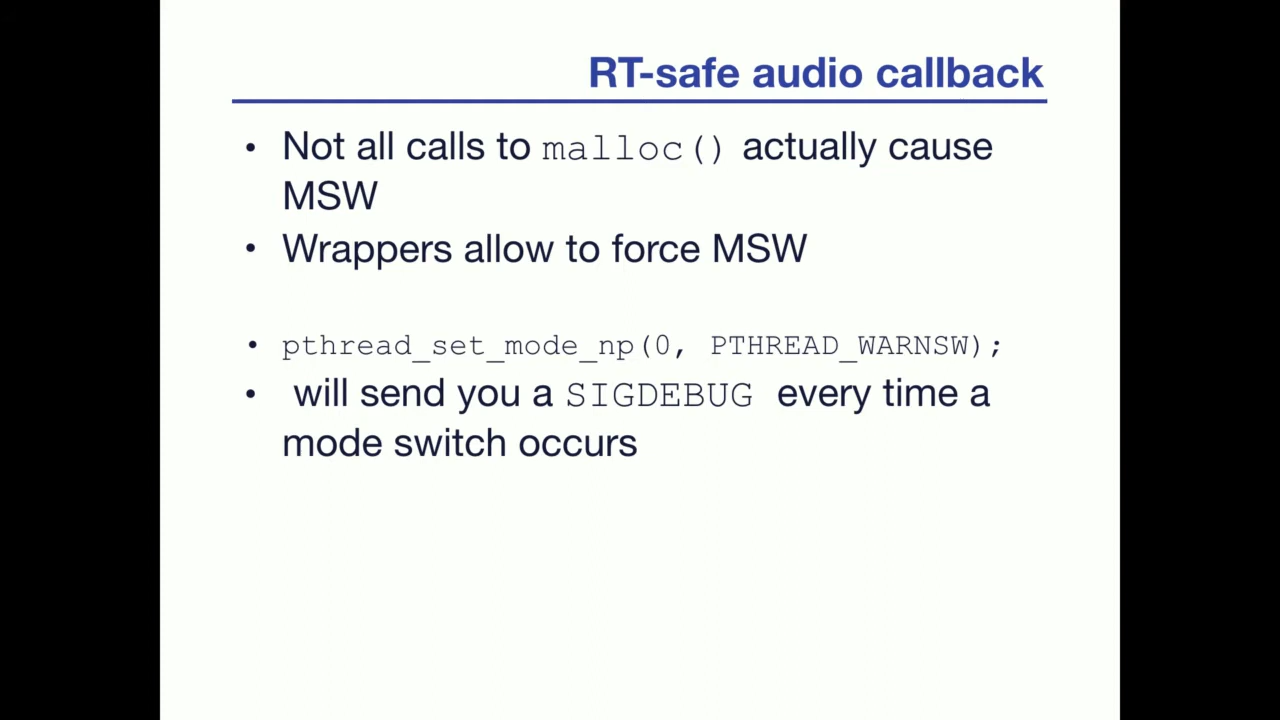 RT-safe audio callback
• Not all calls to malloc() actually cause
MSW
• Wrappers allow to force MSW
• pthread_set_mode_np(0, PTHREAD_WARNSW);
• will send you a SIGDEBUG every time a
mode switch occurs